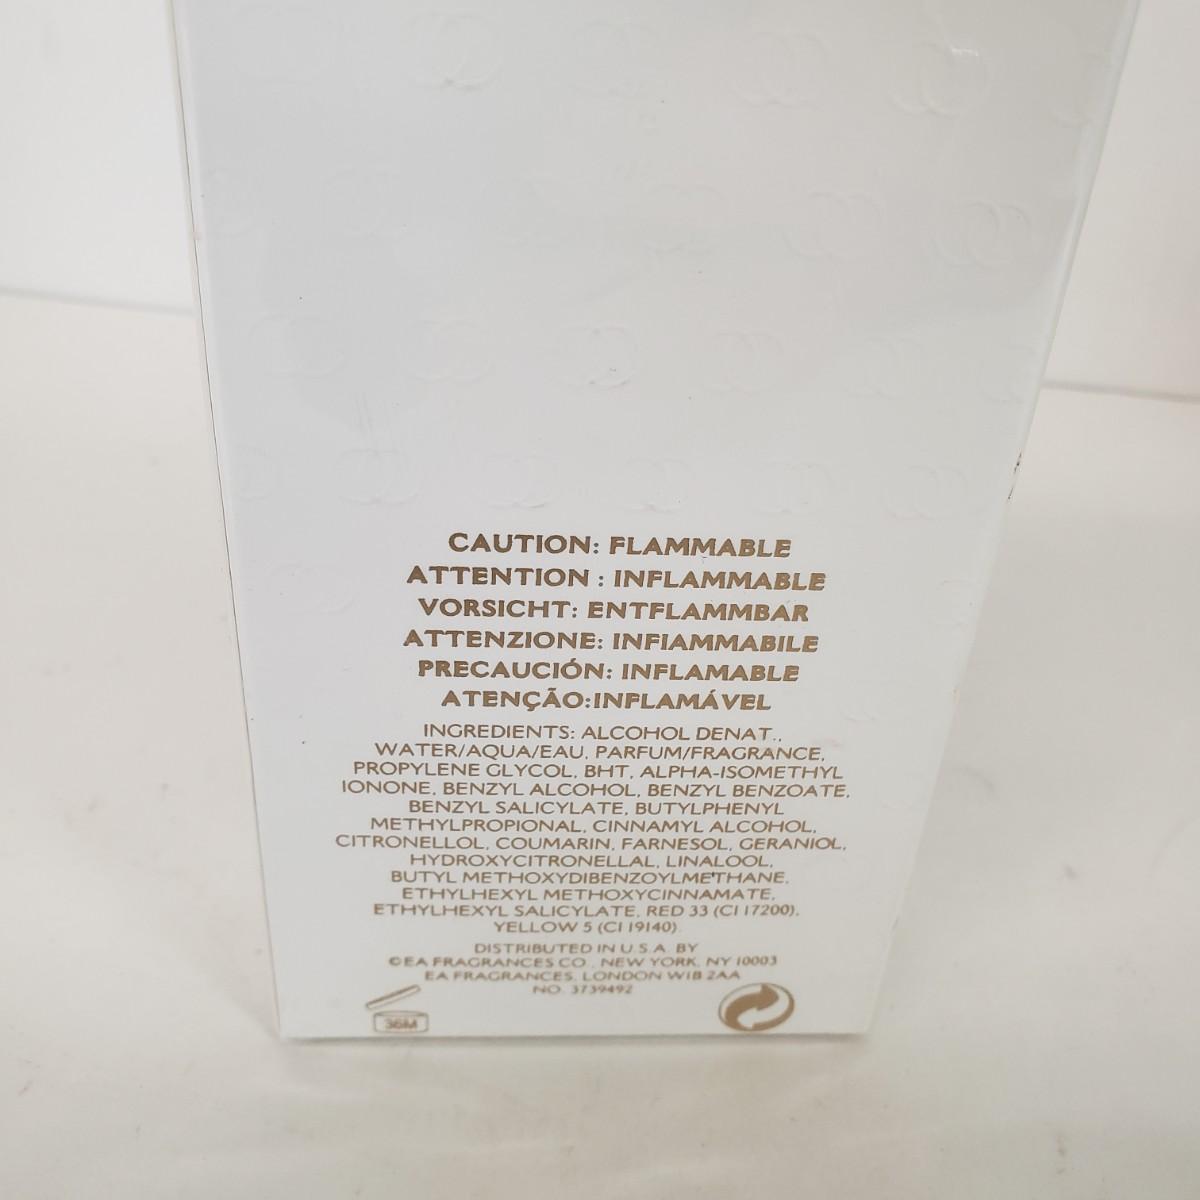 CAUTION: FLAMMABLE
ATTENTION : INFLAMMABLE
VORSICHT: ENTFLAMMBAR
ATTENZIONE: INFIAMMABILE
PRECAUCIÓN: INFLAMABLE
ATENÇÃO:INFLAMÁVEL
INGREDIENTS: ALCOHOL DENAT.,
WATER/AQUA/EAU, PARFUM/FRAGRANCE,
PROPYLENE GLYCOL, BHT, ALPHA-ISOMETHYL
IONONE, BENZYL ALCOHOL, BENZYL BENZOATE,
BENZYL SALICYLATE, BUTYLPHENYL
METHYLPROPIONAL, CINNAMYL ALCOHOL,
CITRONELLOL, COUMARIN, FARNESOL, GERANIOL,
HYDROXYCITRONELLAL, LINALOOL,
BUTYL METHOXYDIBENZOYLMETHANE,
ETHYLHEXYL METHOXYCINNAMATE,
ETHYLHEXYL SALICYLATE, RED 33 (CI 17200),
YELLOW 5 (CI 19140).
DISTRIBUTED IN U.S.A. BY
©EA FRAGRANCES CO., NEW YORK, NY 10003
EA FRAGRANCES, LONDON W1B 2AA
NO. 3739492
36M